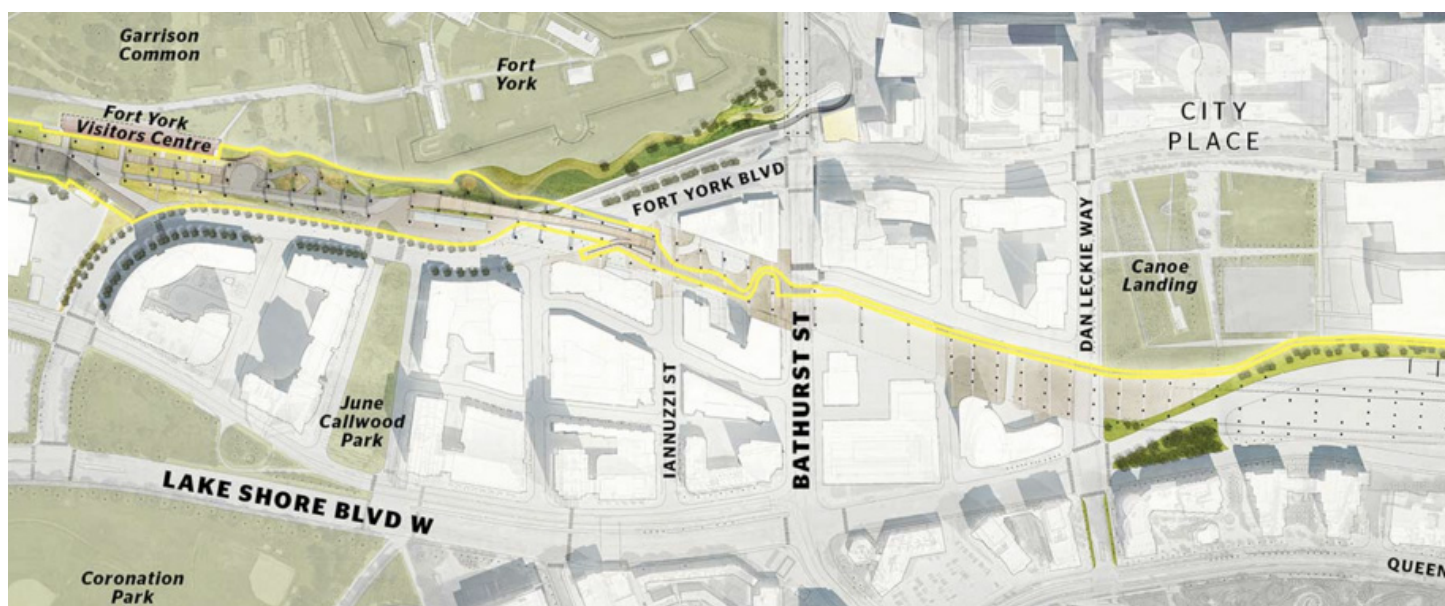 Garrison
Common
Fort
York
Fort York
Visitors Centre
CITY
PLACE
FORT YORK BLVD
DAN LECKIE WAY
Canoe
Landing
BATHURST ST
IANNUZZI ST
June
Callwood
Park
LAKE SHORE BLVD W
Coronation
Park
QUEEN